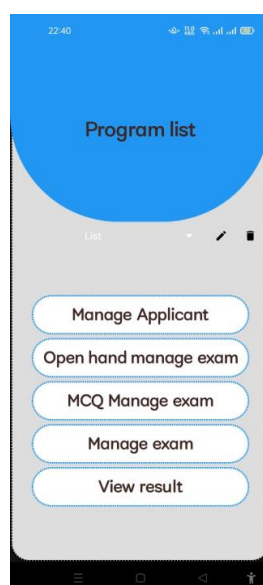 22:40
Program list
List
Manage Applicant
Open hand manage exam
MCQ Manage exam
Manage exam
View result